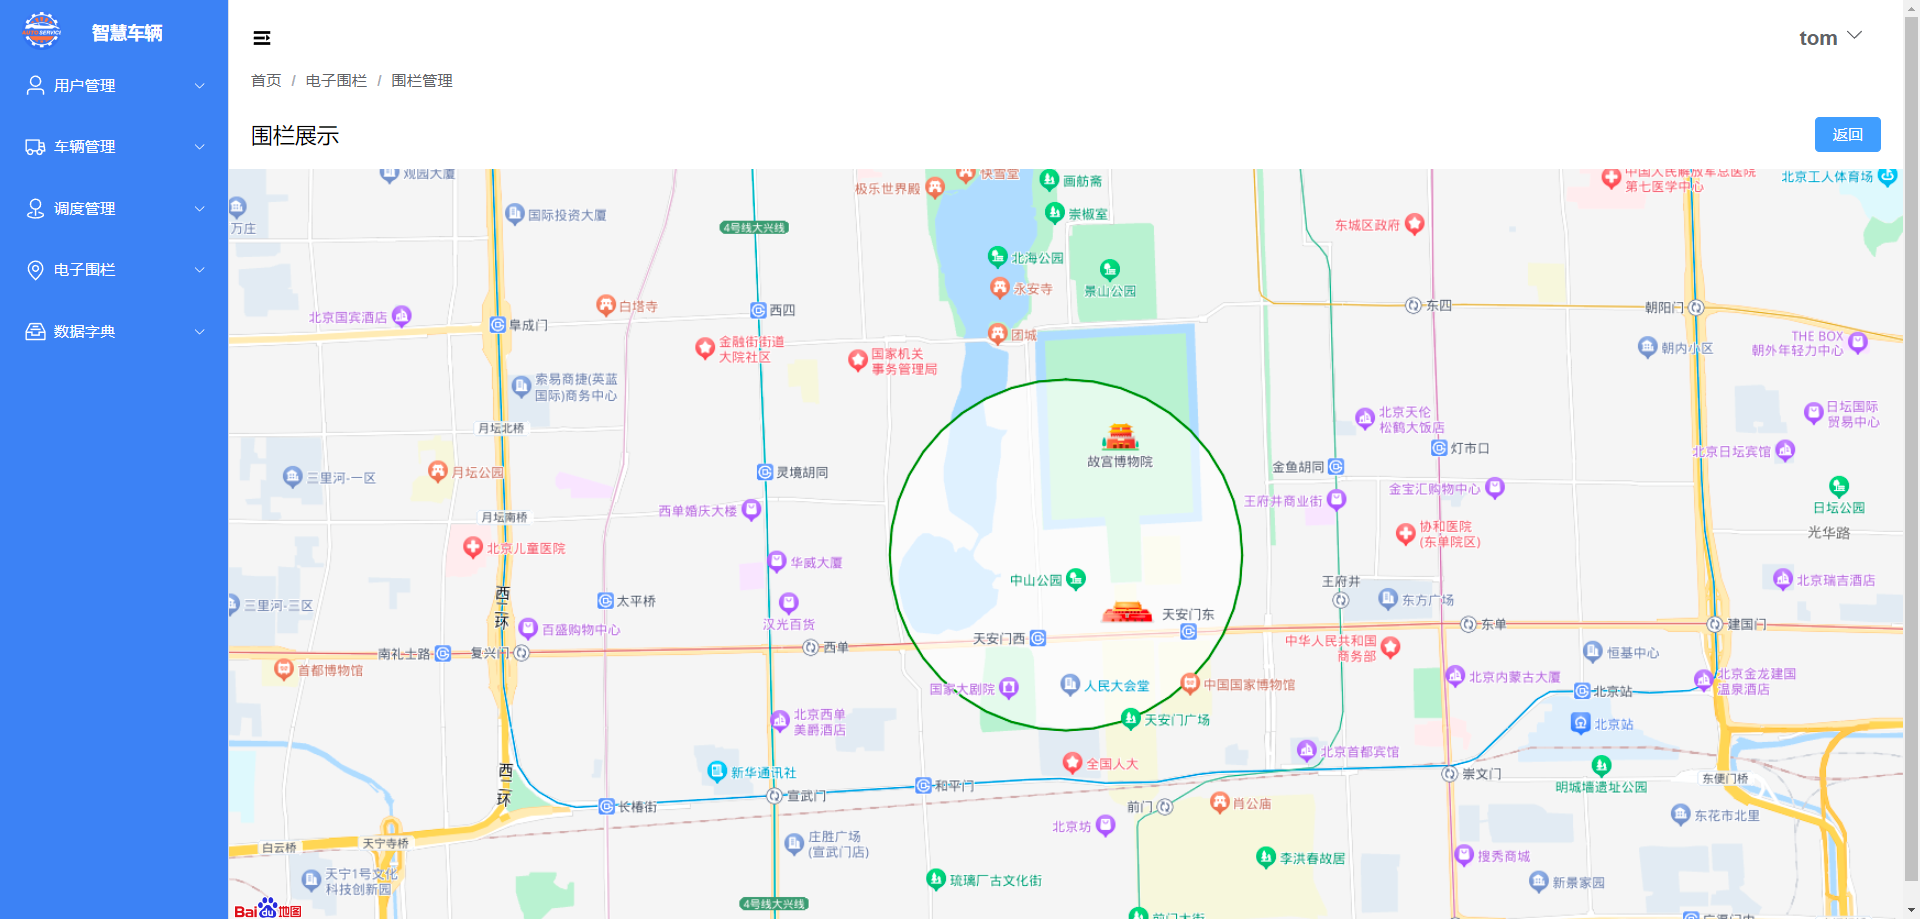 智慧车辆
AUTO SERVICE
用户管理
车辆管理
调度管理
电子围栏
数据字典
tom
首页 / 电子围栏 / 围栏管理
围栏展示
返回
观园大厦
极乐世界殿
快雪堂
画舫斋
中国人民解放军总医院
第七医学中心
北京工人体育场
万庄
国际投资大厦
4号线大兴线
崇椒室
东城区政府
北海公园
景山公园
永安寺
北京国宾酒店
白塔寺
西四
阜成门
东四
朝阳门
团城
金融街街道
大院社区
国家机关
事务管理局
朝内小区
THE BOX
朝外年轻力中心
索易商捷(英蓝
国际)商务中心
月坛北桥
北京天伦
松鹤大饭店
日坛国际
贸易中心
灯市口
北京日坛宾馆
三里河-一区
月坛公园
灵境胡同
故宫博物院
金鱼胡同
金宝汇购物中心
王府井商业街
西单婚庆大楼
月坛南桥
日坛公园
光华路
协和医院
(东单院区)
北京儿童医院
华威大厦
中山公园
王府井
北京瑞吉酒店
西二环
三里河-三区
太平桥
汉光百货
东方广场
百盛购物中心
天安门东
天安门西
东单
建国门
南礼士路
复兴门
西单
中华人民共和国
商务部
恒基中心
首都博物馆
国家大剧院
人民大会堂
中国国家博物馆
北京内蒙古大厦
北京金龙建国
温泉酒店
北京站
北京站
北京西单
美爵酒店
天安门广场
北京首都宾馆
西二环
新华通讯社
全国人大
崇文门
东便门桥
明城墙遗址公园
和平门
宣武门
长椿街
前门
肖公庙
北京坊
东花市北里
白云桥
天宁寺桥
庄胜广场
(宣武门店)
李洪春故居
搜秀商城
天宁1号文化
科技创新园
琉璃厂古文化街
新景家园
4号线大兴线
前门大街
广渠门内
Bai du 地图